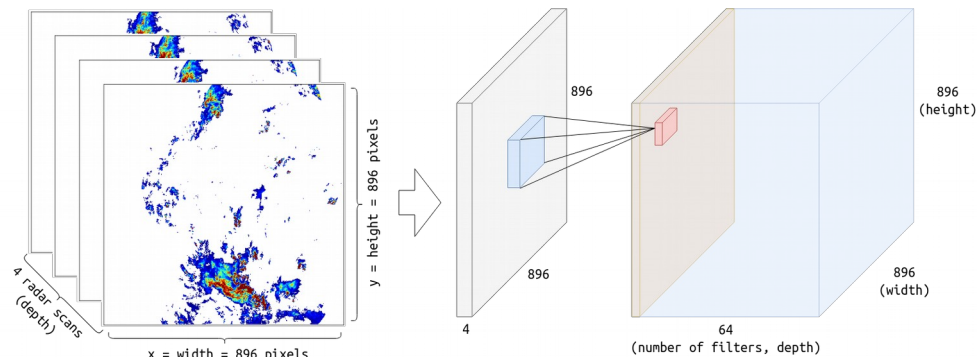 4 radar scans
(depth)
x = width = 896 pixels
y = height = 896 pixels
896
896
4
896
(height)
896
(width)
64
(number of filters, depth)